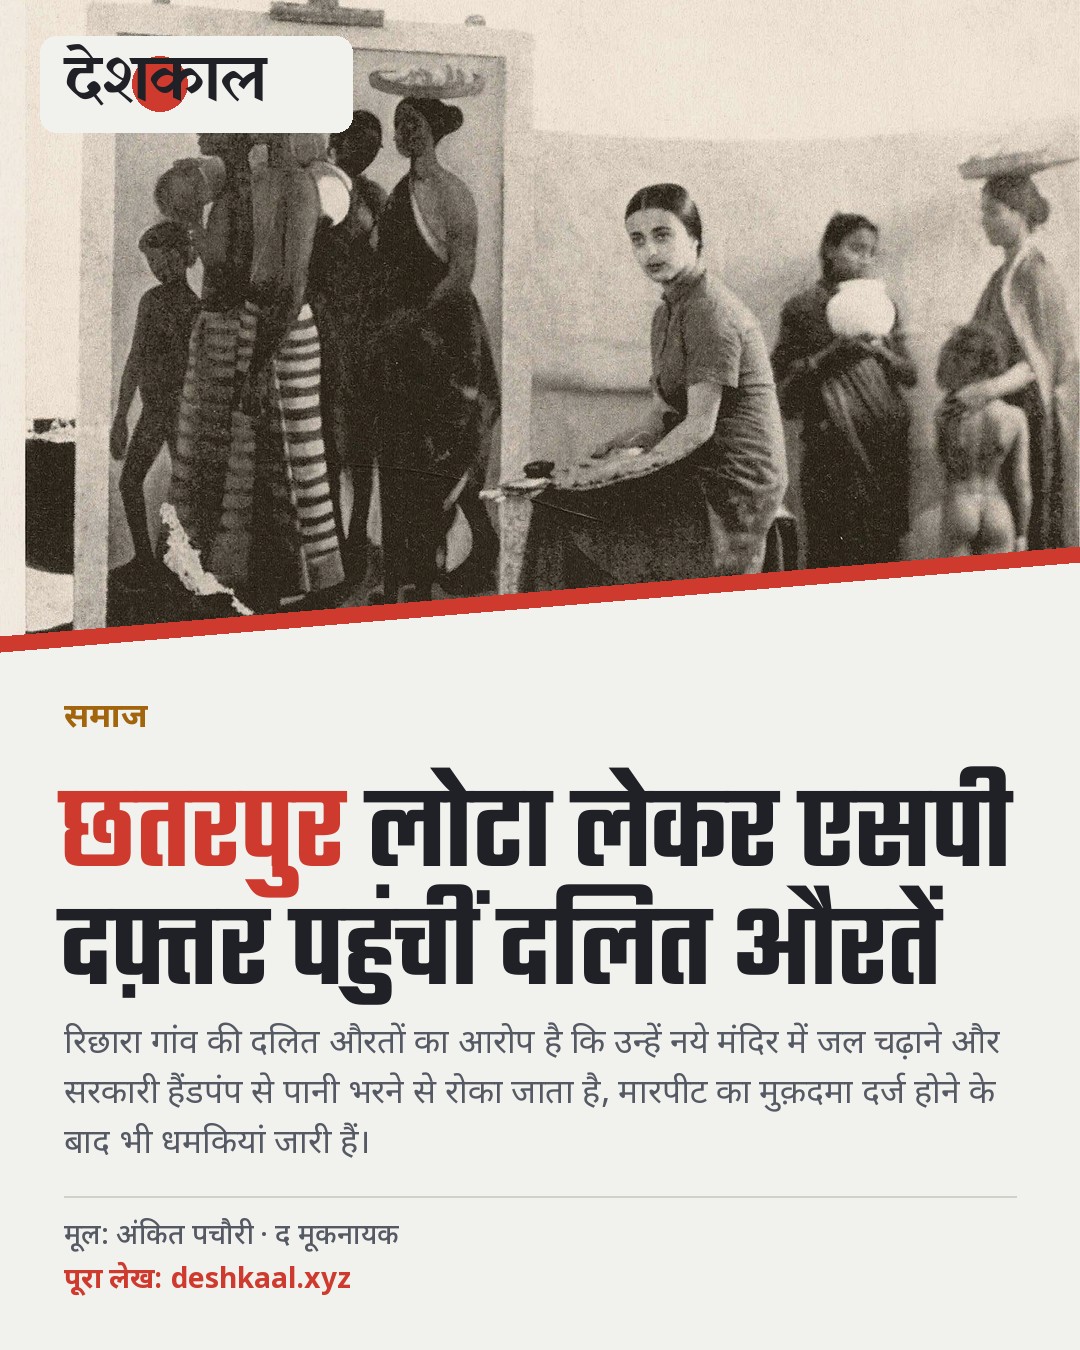 देशकाल
समाज
छतरपुर लोटा लेकर एसपी
दफ़्तर पहुंचीं दलित औरतें
रिछारा गांव की दलित औरतों का आरोप है कि उन्हें नये मंदिर में जल चढ़ाने और
सरकारी हैंडपंप से पानी भरने से रोका जाता है, मारपीट का मुक़दमा दर्ज होने के
बाद भी धमकियां जारी हैं।
मूल: अंकित पचौरी · द मूकनायक
पूरा लेख: deshkaal.xyz